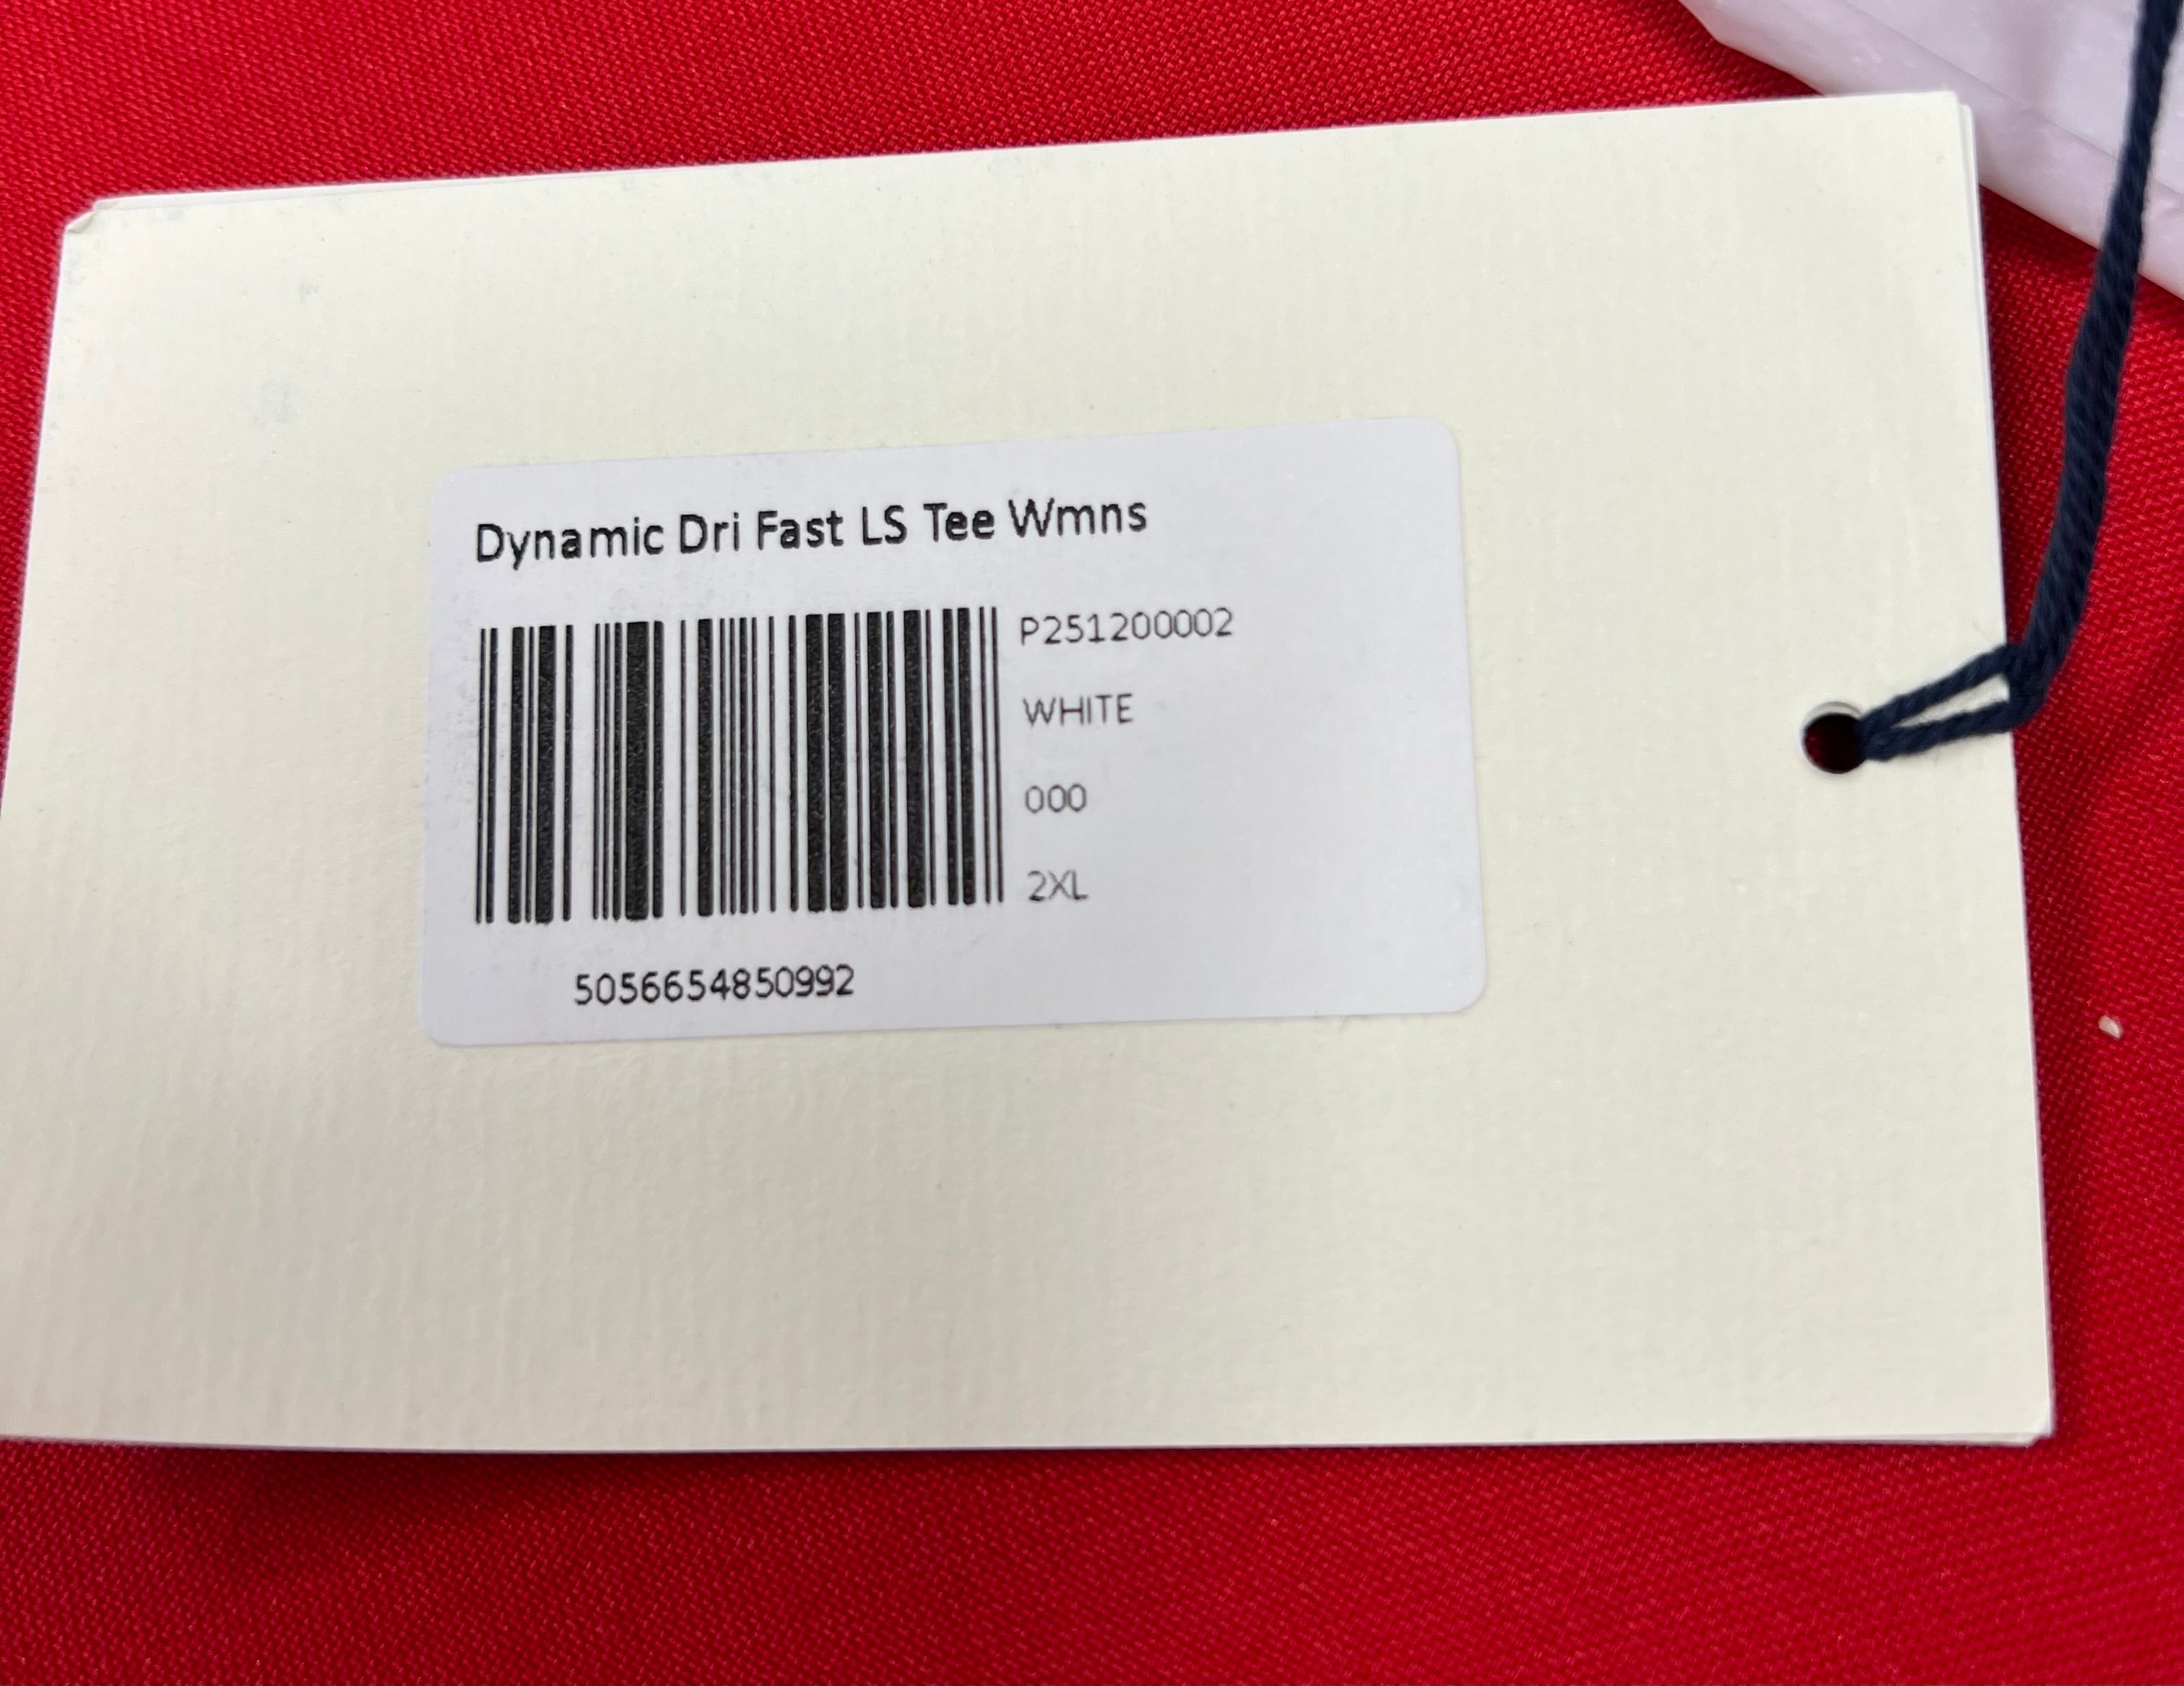 Dynamic Dri Fast LS Tee Wmns
P251200002
WHITE
000
2XL
5056654850992